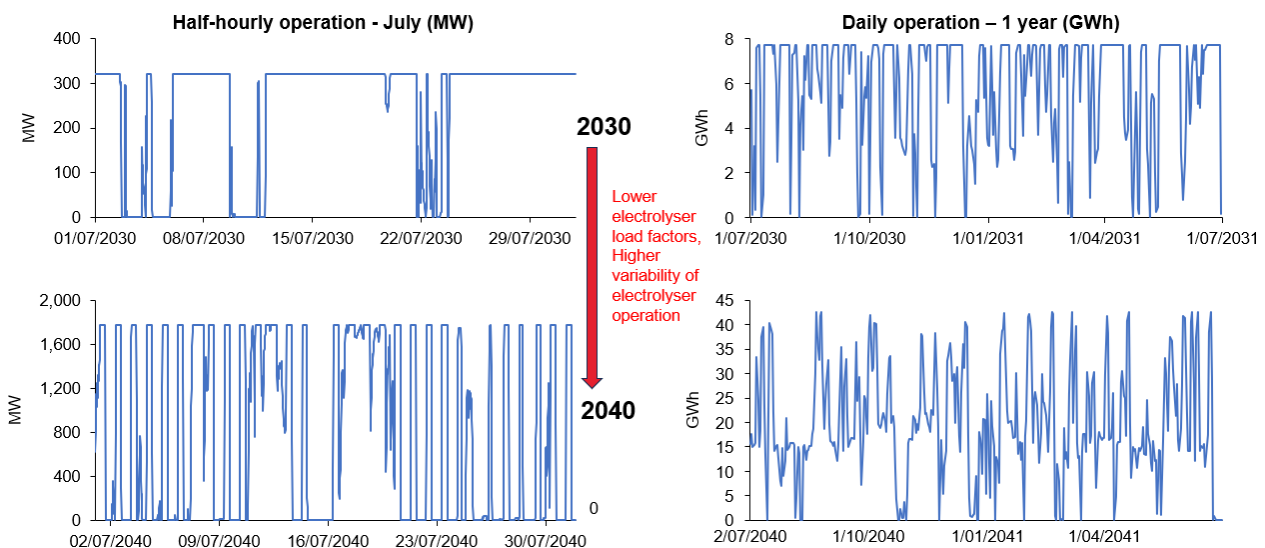 Half-hourly operation - July (MW)
400
300
200
100
0
MW
01/07/2030 08/07/2030 15/07/2030 22/07/2030 29/07/2030
Daily operation – 1 year (GWh)
8
6
4
2
0
GWh
1/07/2030 1/10/2030 1/01/2031 1/04/2031 1/07/2031
2030
Lower
electrolyser
load factors,
Higher
variability of
electrolyser
operation
2040
2,000
1,600
1,200
800
400
0
MW
02/07/2040 09/07/2040 16/07/2040 23/07/2040 30/07/2040
0
45
40
35
30
25
20
15
10
5
0
GWh
2/07/2040 1/10/2040 1/01/2041 1/04/2041